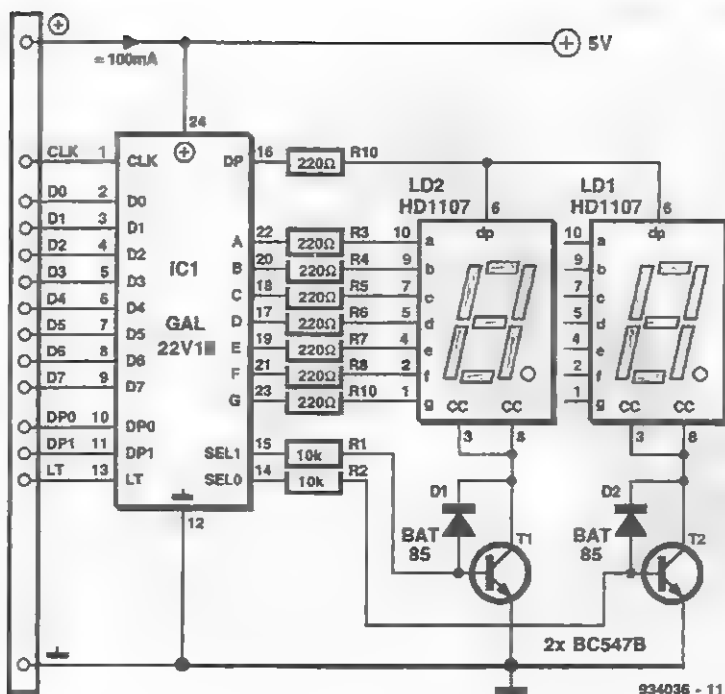 ⊕
≈ 100mA
⊕ 5V
24
CLK 1 CLK ⊕ DP 16 220Ω R10
LD2
HD1107
LD1
HD1107
6
6
dp
dp
D0 2 D0
D1 3 D1
D2 4 D2
D3 5 D3
D4 6 D4
D5 7 D5
D6 8 D6
D7 9 D7
DP0 10 DP0
DP1 11 DP1
LT 13 LT
IC1
GAL
A 22 220Ω R3 10 a
B 20 220Ω R4 9 b
C 18 220Ω R5 7 c
D 17 220Ω R6 5 d
E 19 220Ω R7 4 e
F 21 220Ω R8 2 f
G 23 220Ω R10 1 g
10 a
9 b
7 c
5 d
4 e
2 f
1 g
CC CC
3 8
CC CC
3 8
SEL1 15 10k R1
SEL0 14 10k R2
12
D1
BAT
85
T1
D2
BAT
85
T2
2x BC547B
934036 - 11